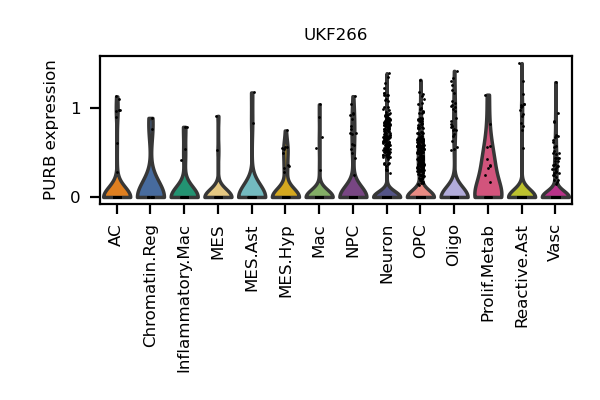 UKF266
PURB expression
1
0
AC
Chromatin.Reg
Inflammatory.Mac
MES
MES.Ast
MES.Hyp
Mac
NPC
Neuron
OPC
Oligo
Prolif.Metab
Reactive.Ast
Vasc